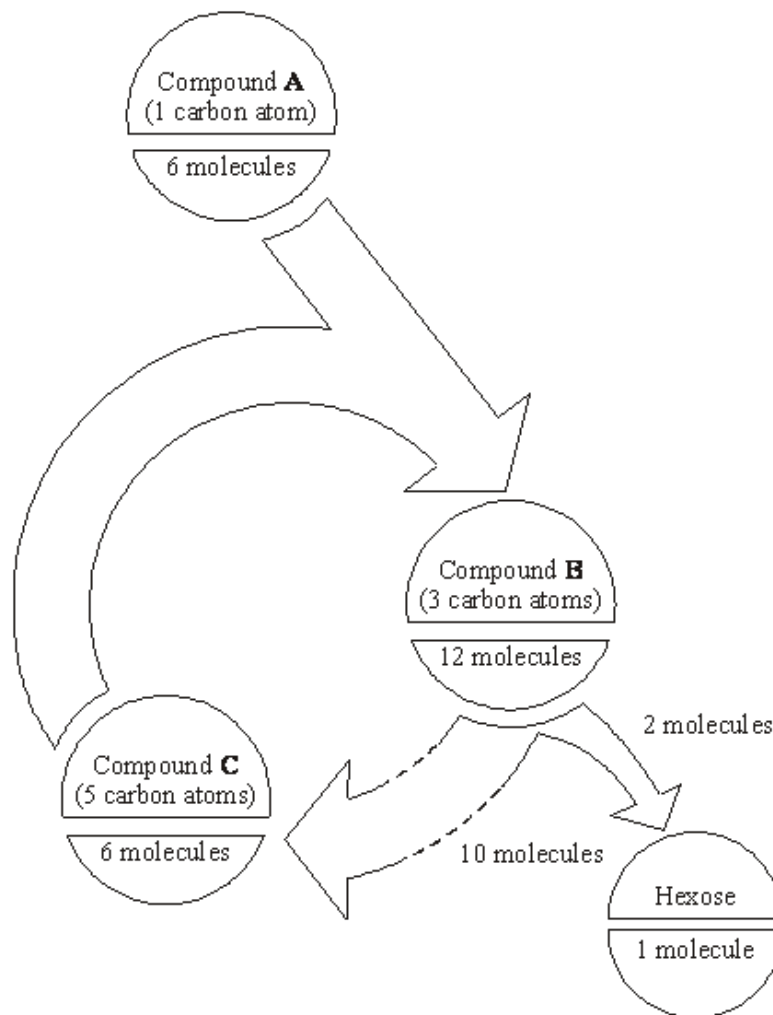 Compound A
(1 carbon atom)
6 molecules
Compound B
(3 carbon atoms)
12 molecules
2 molecules
Compound C
(5 carbon atoms)
6 molecules
10 molecules
Hexose
1 molecule